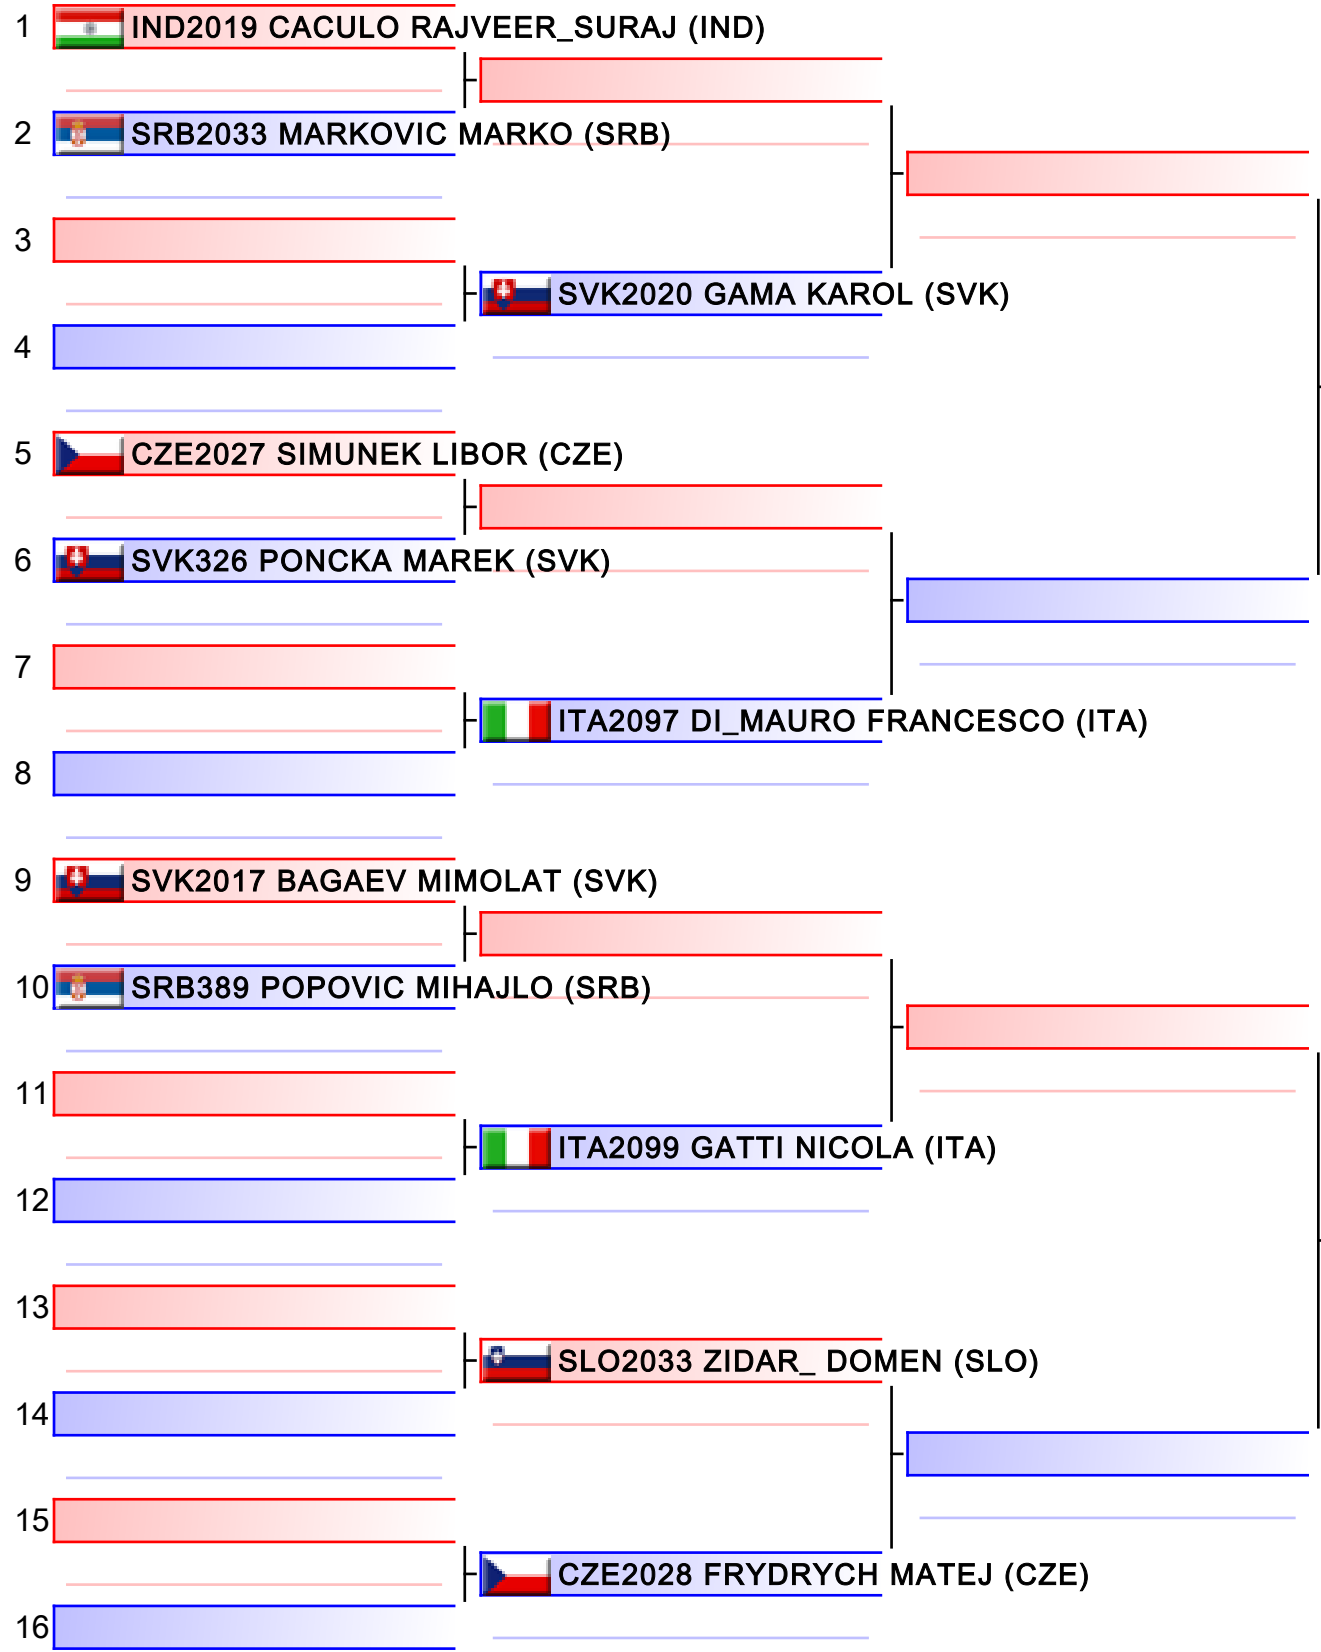 1 IND2019 CACULO RAJVEER_SURAJ (IND)
2 SRB2033 MARKOVIC MARKO (SRB)
3
SVK2020 GAMA KAROL (SVK)
4
5 CZE2027 SIMUNEK LIBOR (CZE)
6 SVK326 PONCKA MAREK (SVK)
7
ITA2097 DI_MAURO FRANCESCO (ITA)
8
9 SVK2017 BAGAEV MIMOLAT (SVK)
10 SRB389 POPOVIC MIHAJLO (SRB)
11
ITA2099 GATTI NICOLA (ITA)
12
13
SLO2033 ZIDAR_ DOMEN (SLO)
14
15
CZE2028 FRYDRYCH MATEJ (CZE)
16